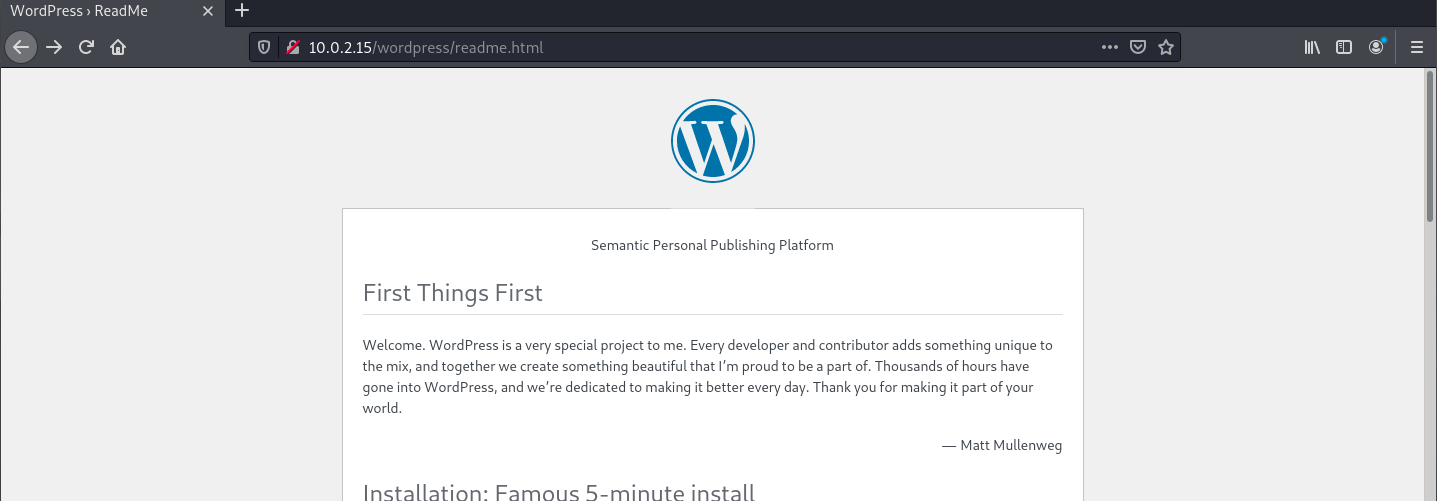 WordPress › ReadMe
10.0.2.15/wordpress/readme.html
W
Semantic Personal Publishing Platform
First Things First
Welcome. WordPress is a very special project to me. Every developer and contributor adds something unique to
the mix, and together we create something beautiful that I’m proud to be a part of. Thousands of hours have
gone into WordPress, and we’re dedicated to making it better every day. Thank you for making it part of your
world.
— Matt Mullenweg
Installation: Famous 5-minute install